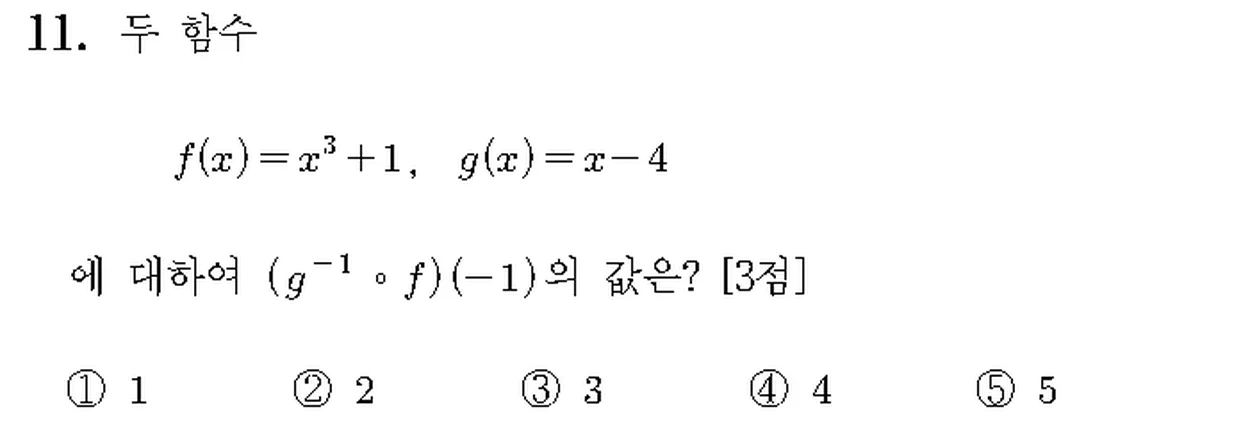 11. 두 함수
f(x)=x³+1, g(x)=x-4
에 대하여 (g⁻¹∘f)(-1)의 값은? [3점]
① 1 ② 2 ③ 3 ④ 4 ⑤ 5